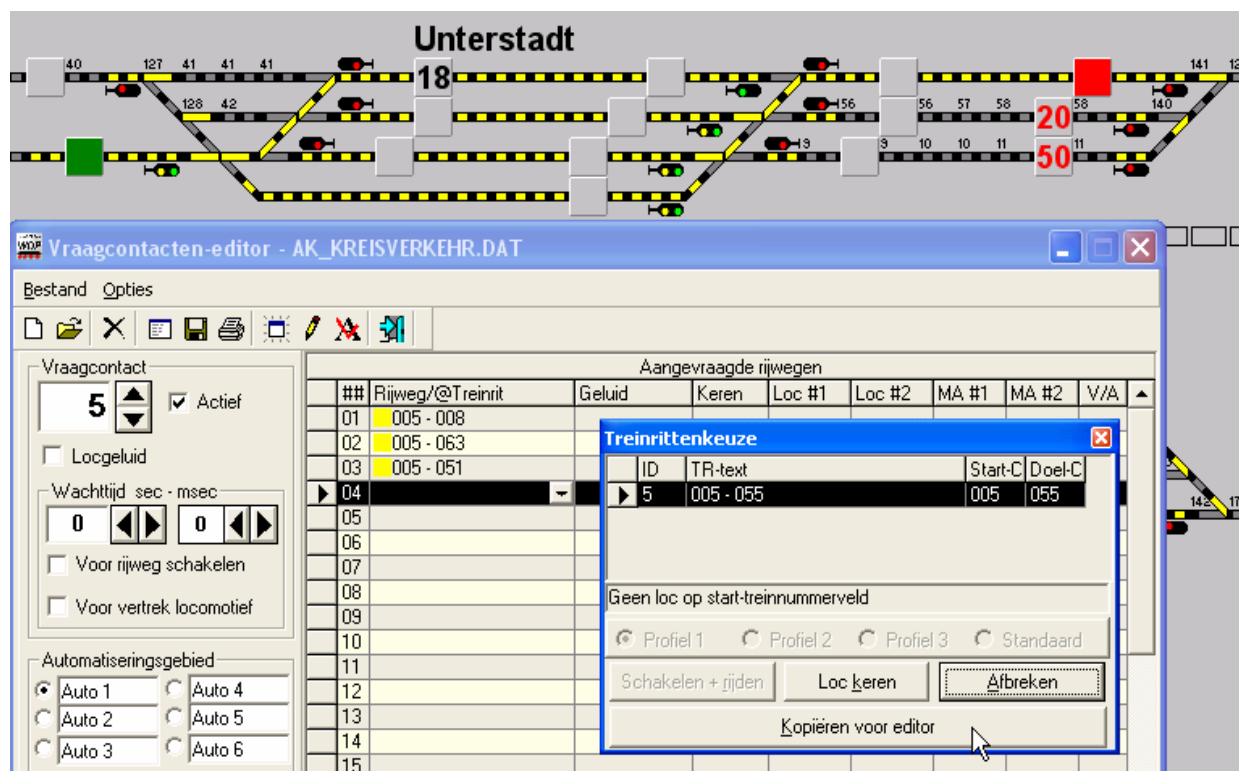 Unterstadt
40 127 41 41 41 141 12
18
128 42 56 56 57 58 58 140
20
9 9 10 10 11 11
50
Vraagcontacten-editor - AK_KREISVERKEHR.DAT
Bestand Opties
Vraagcontact
5 Actief
Locgeluid
Wachttijd sec - msec
0 0
Voor rijweg schakelen
Voor vertrek locomotief
Automatiseringsgebied
Auto 1 Auto 4
Auto 2 Auto 5
Auto 3 Auto 6
Aangevraagde rijwegen
## Rijweg/@Treinrit Geluid Keren Loc #1 Loc #2 MA #1 MA #2 V/A
01 005 - 008
02 005 - 063
03 005 - 051
04
05
06
07
08
09
10
11
12
13
14
15
Treinrittenkeuze
ID TR-text Start-C Doel-C
5 005 - 055 005 055
Geen loc op start-treinnummerveld
Profiel 1 Profiel 2 Profiel 3 Standaard
Schakelen + rijden Loc keren Afbreken
Kopiëren voor editor
142 17